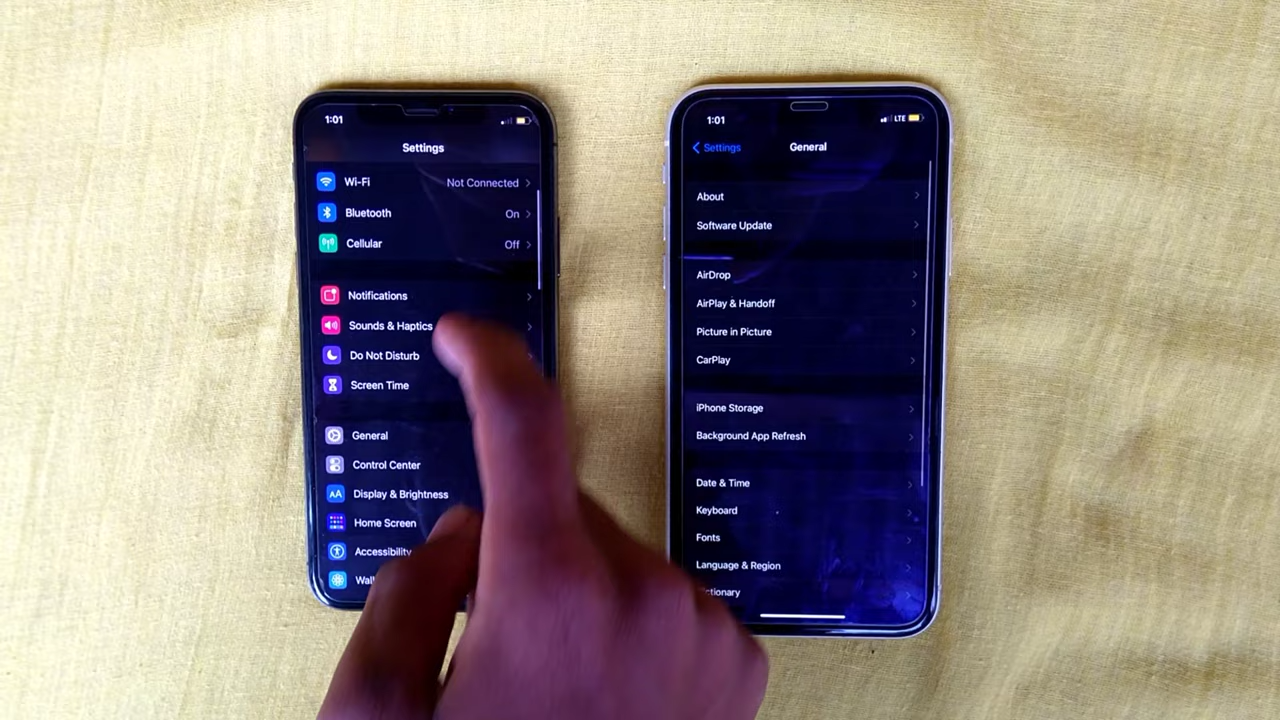 1:01
Settings
Wi-Fi Not Connected
Bluetooth On
Cellular Off
Notifications
Sounds & Haptics
Do Not Disturb
Screen Time
General
Control Center
AA Display & Brightness
Home Screen
Accessibility
1:01 LTE
Settings General
About
Software Update
AirDrop
AirPlay & Handoff
Picture in Picture
CarPlay
iPhone Storage
Background App Refresh
Date & Time
Keyboard
Fonts
Language & Region